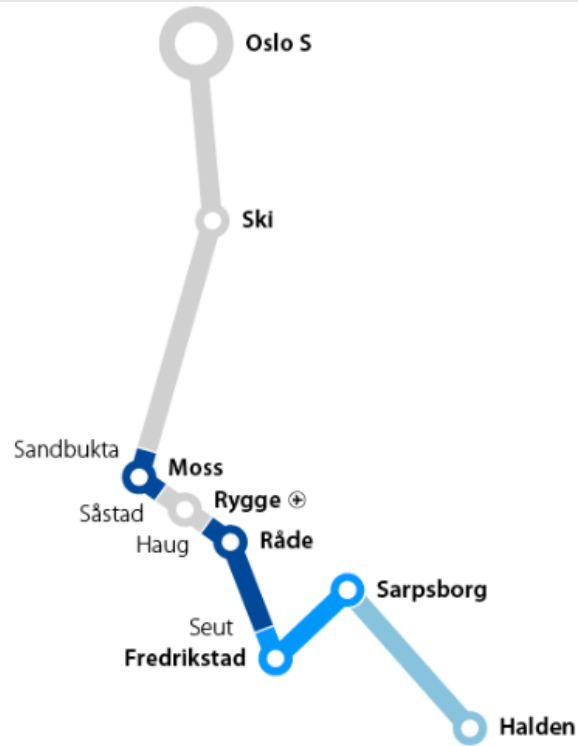 Oslo S
Ski
Sandbukta
Moss
Rygge
Såstad
Haug
Råde
Sarpsborg
Seut
Fredrikstad
Halden